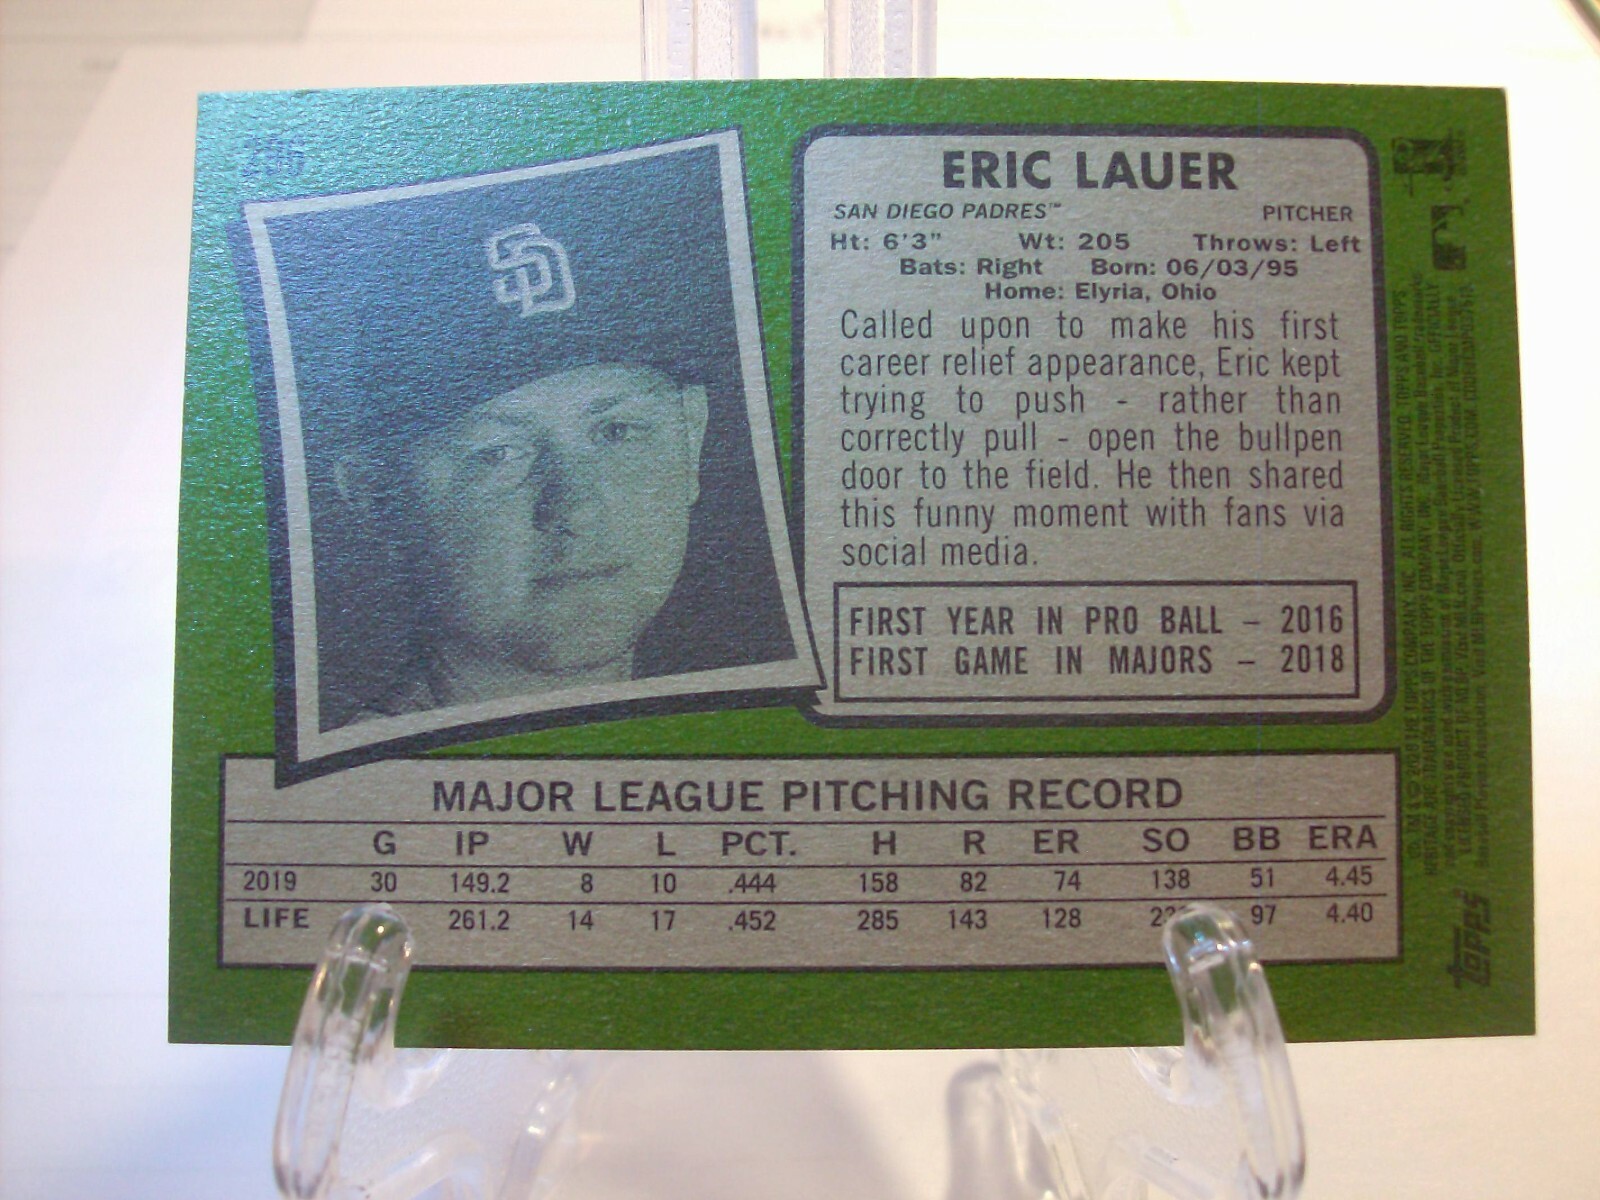 SD
ERIC LAUER
SAN DIEGO PADRES™ PITCHER
Ht: 6'3" Wt: 205 Throws: Left
Bats: Right Born: 06/03/95
Home: Elyria, Ohio
Called upon to make his first
career relief appearance, Eric kept
trying to push - rather than
correctly pull - open the bullpen
door to the field. He then shared
this funny moment with fans via
social media.
FIRST YEAR IN PRO BALL – 2016
FIRST GAME IN MAJORS – 2018
MAJOR LEAGUE PITCHING RECORD
G IP W L PCT. H R ER SO BB ERA
2019 30 149.2 8 10 .444 158 82 74 138 51 4.45
LIFE 261.2 14 17 .452 285 143 128 97 4.40
TOPPS